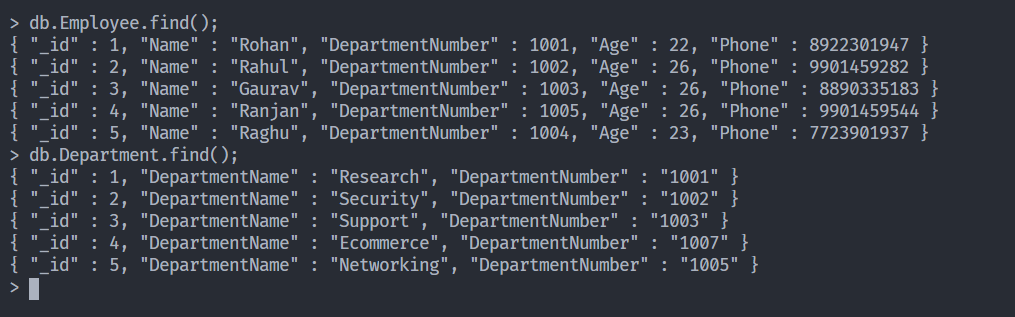 > db.Employee.find();
{ "_id" : 1, "Name" : "Rohan", "DepartmentNumber" : 1001, "Age" : 22, "Phone" : 8922301947 }
{ "_id" : 2, "Name" : "Rahul", "DepartmentNumber" : 1002, "Age" : 26, "Phone" : 9901459282 }
{ "_id" : 3, "Name" : "Gaurav", "DepartmentNumber" : 1003, "Age" : 26, "Phone" : 8890335183 }
{ "_id" : 4, "Name" : "Ranjan", "DepartmentNumber" : 1005, "Age" : 26, "Phone" : 9901459544 }
{ "_id" : 5, "Name" : "Raghu", "DepartmentNumber" : 1004, "Age" : 23, "Phone" : 7723901937 }
> db.Department.find();
{ "_id" : 1, "DepartmentName" : "Research", "DepartmentNumber" : "1001" }
{ "_id" : 2, "DepartmentName" : "Security", "DepartmentNumber" : "1002" }
{ "_id" : 3, "DepartmentName" : "Support", "DepartmentNumber" : "1003" }
{ "_id" : 4, "DepartmentName" : "Ecommerce", "DepartmentNumber" : "1007" }
{ "_id" : 5, "DepartmentName" : "Networking", "DepartmentNumber" : "1005" }
>